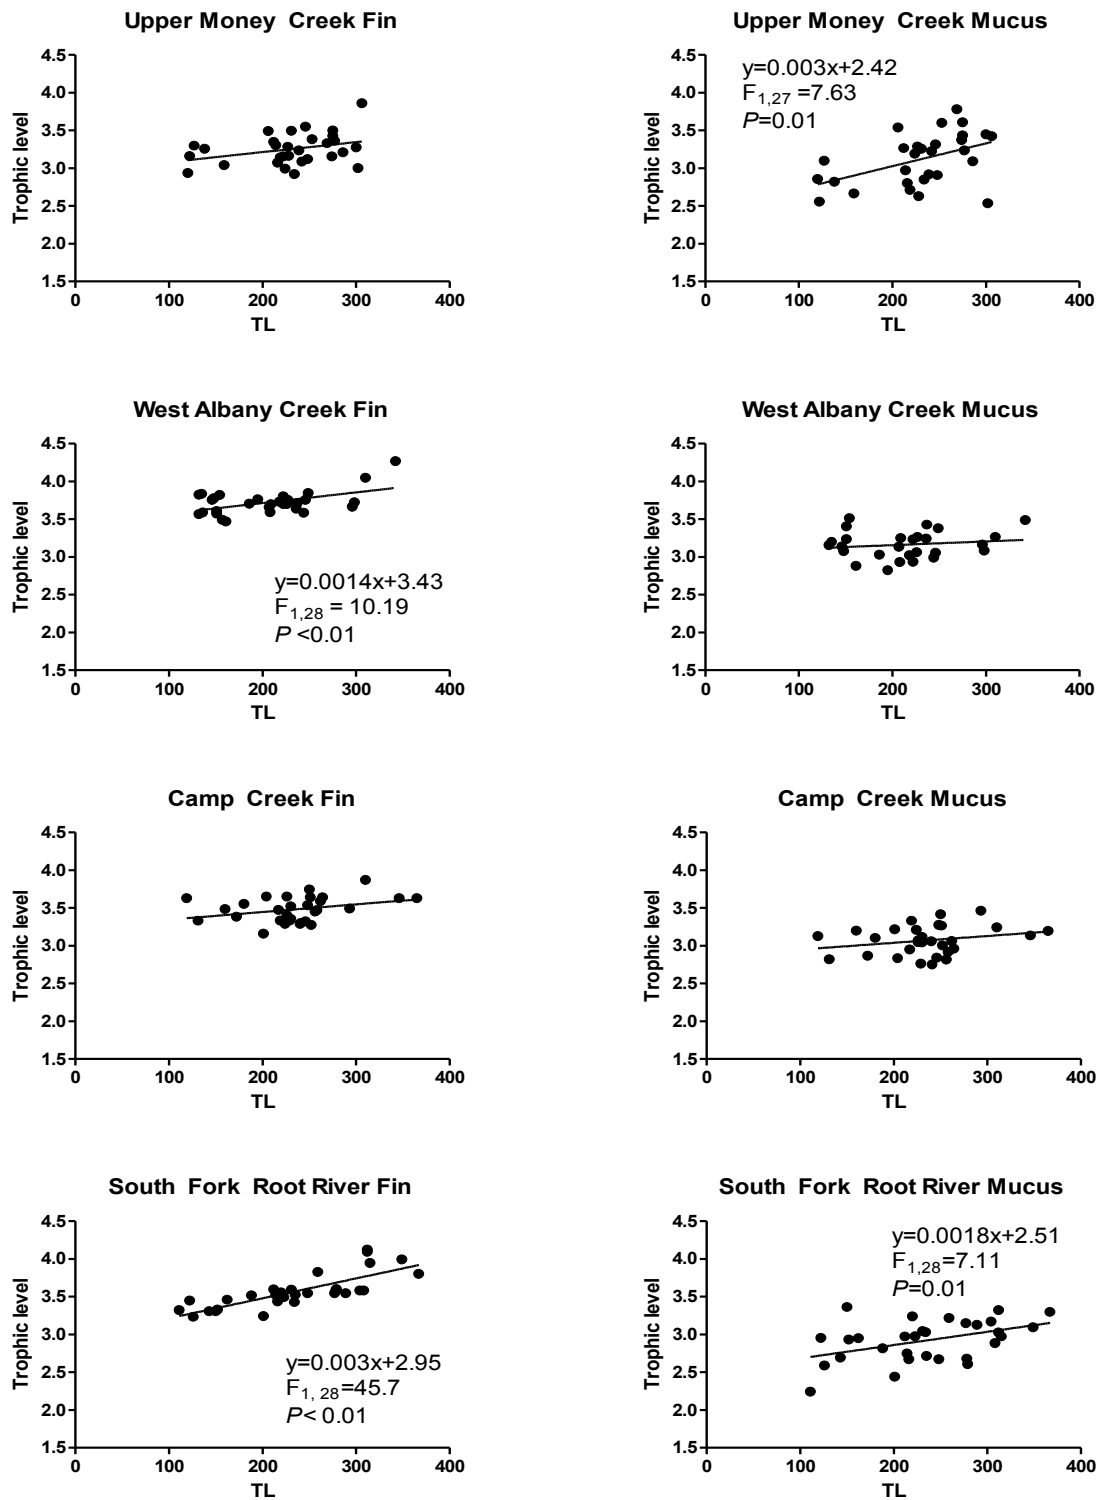 Upper Money Creek Fin
4.5
4.0
3.5
3.0
2.5
2.0
1.5
0
100
200
300
400
Trophic level
TL
Upper Money Creek Mucus
y=0.003x+2.42
F1,27 =7.63
P=0.01
4.5
4.0
3.5
3.0
2.5
2.0
1.5
0
100
200
300
400
Trophic level
TL
West Albany Creek Fin
4.5
4.0
3.5
3.0
2.5
2.0
1.5
0
100
200
300
400
Trophic level
TL
y=0.0014x+3.43
F1,28 = 10.19
P <0.01
West Albany Creek Mucus
4.5
4.0
3.5
3.0
2.5
2.0
1.5
0
100
200
300
400
Trophic level
TL
Camp Creek Fin
4.5
4.0
3.5
3.0
2.5
2.0
1.5
0
100
200
300
400
Trophic level
TL
Camp Creek Mucus
4.5
4.0
3.5
3.0
2.5
2.0
1.5
0
100
200
300
400
Trophic level
TL
South Fork Root River Fin
4.5
4.0
3.5
3.0
2.5
2.0
1.5
0
100
200
300
400
Trophic level
TL
y=0.003x+2.95
F1, 28=45.7
P< 0.01
South Fork Root River Mucus
y=0.0018x+2.51
F1,28=7.11
P=0.01
4.5
4.0
3.5
3.0
2.5
2.0
1.5
0
100
200
300
400
Trophic level
TL